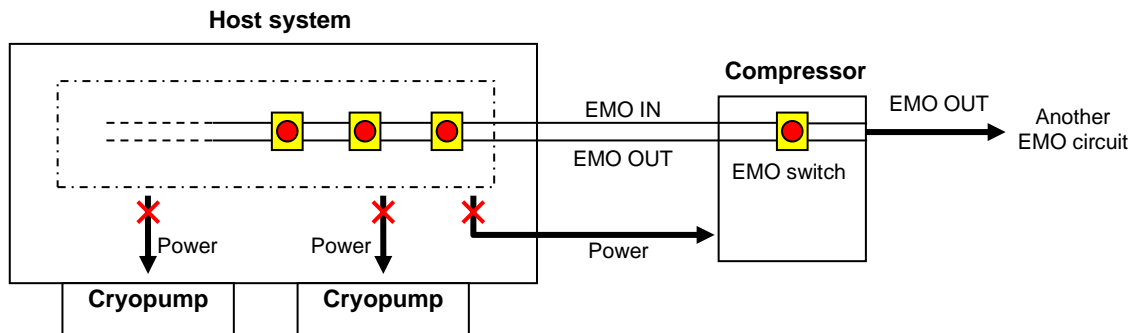 Host system
Compressor
EMO IN
EMO OUT
EMO OUT
Another
EMO circuit
EMO switch
Power
Power
Power
Cryopump
Cryopump